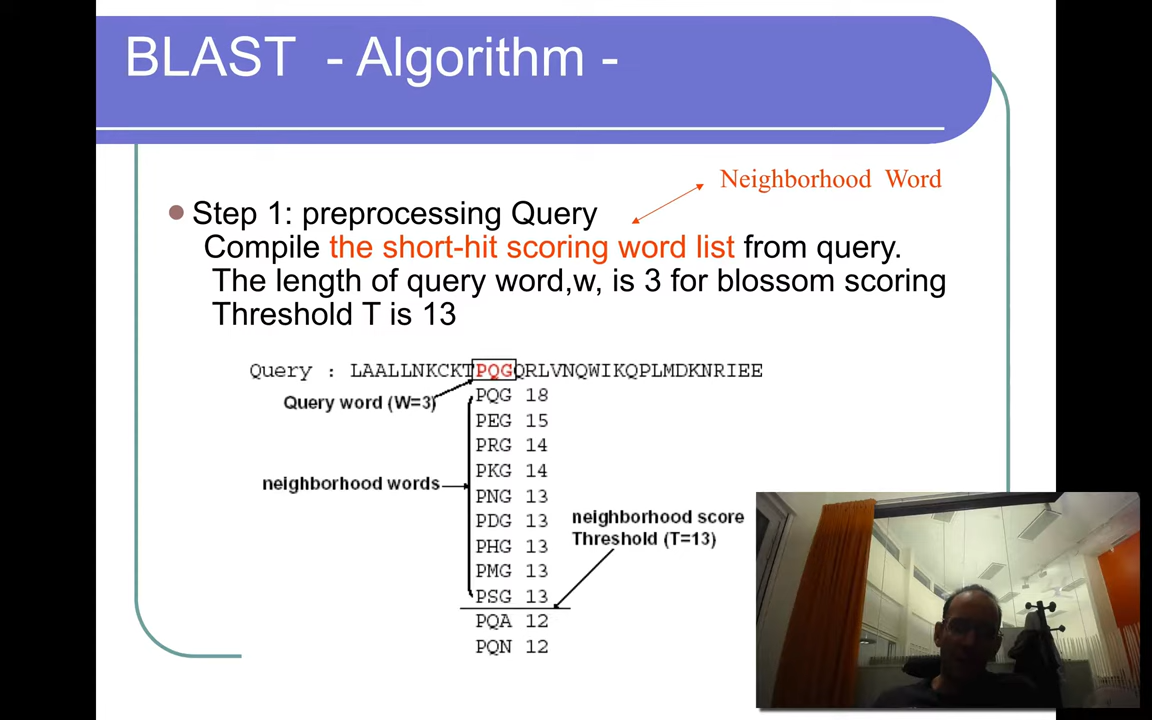 BLAST - Algorithm -
Neighborhood Word
Step 1: preprocessing Query
Compile the short-hit scoring word list from query.
The length of query word,w, is 3 for blossom scoring
Threshold T is 13
Query : LAALLNKCKTPQGQRLVNQWIKQPLMDKNRIEE
Query word (W=3)
PQG 18
PEG 15
PRG 14
PKG 14
neighborhood words
PNG 13
PDG 13
neighborhood score
Threshold (T=13)
PHG 13
PMG 13
PSG 13
PQA 12
PQN 12